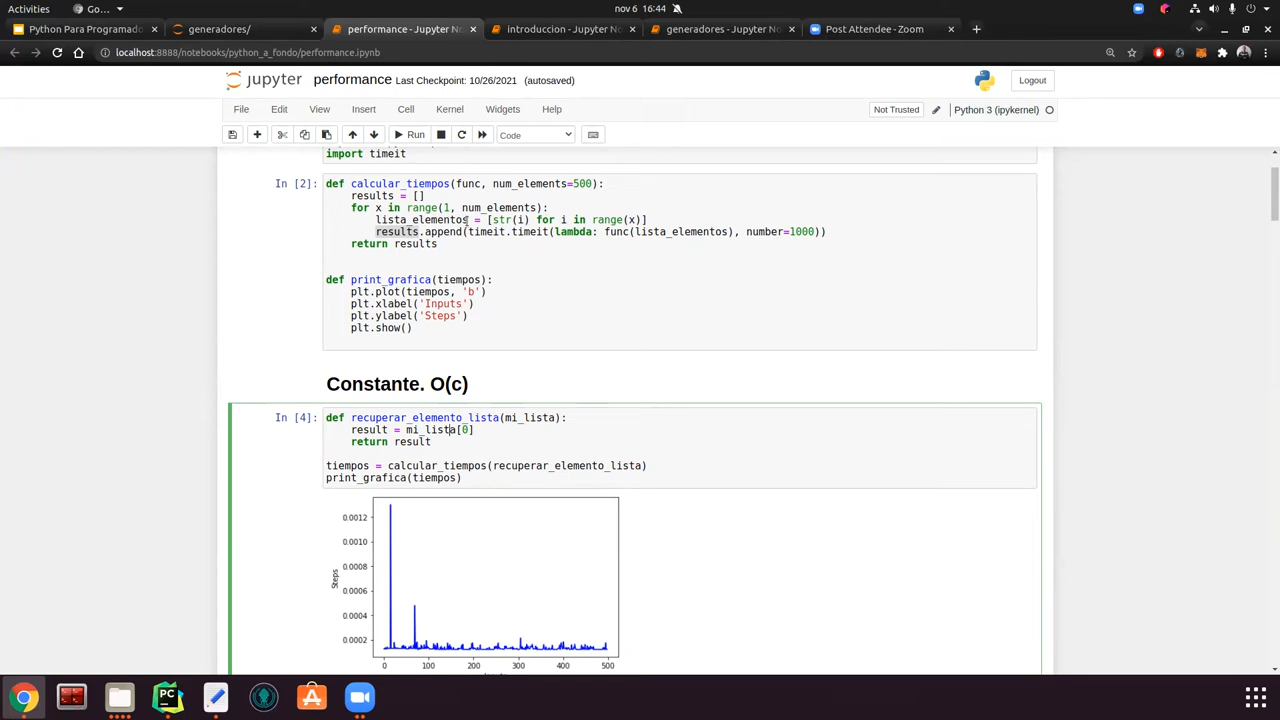 Activities
Go...
nov 6 16:44
Python Para Programado
generadores/
performance - Jupyter N
introduccion - Jupyter N
generadores - Jupyter N
Post Attendee - Zoom
localhost:8888/notebooks/python_a_fondo/performance.ipynb
jupyter performance Last Checkpoint: 10/26/2021 (autosaved)
Logout
File Edit View Insert Cell Kernel Widgets Help
Not Trusted
Python 3 (ipykernel)
Run
Code
import timeit
In [2]:
def calcular_tiempos(func, num_elements=500):
results = []
for x in range(1, num_elements):
lista_elementos = [str(i) for i in range(x)]
results.append(timeit.timeit(lambda: func(lista_elementos), number=1000))
return results
def print_grafica(tiempos):
plt.plot(tiempos, 'b')
plt.xlabel('Inputs')
plt.ylabel('Steps')
plt.show()
Constante. O(c)
In [4]:
def recuperar_elemento_lista(mi_lista):
result = mi_lista[0]
return result
tiempos = calcular_tiempos(recuperar_elemento_lista)
print_grafica(tiempos)
0.0012
0.0010
0.0008
0.0006
0.0004
0.0002
Steps
0 100 200 300 400 500
PC